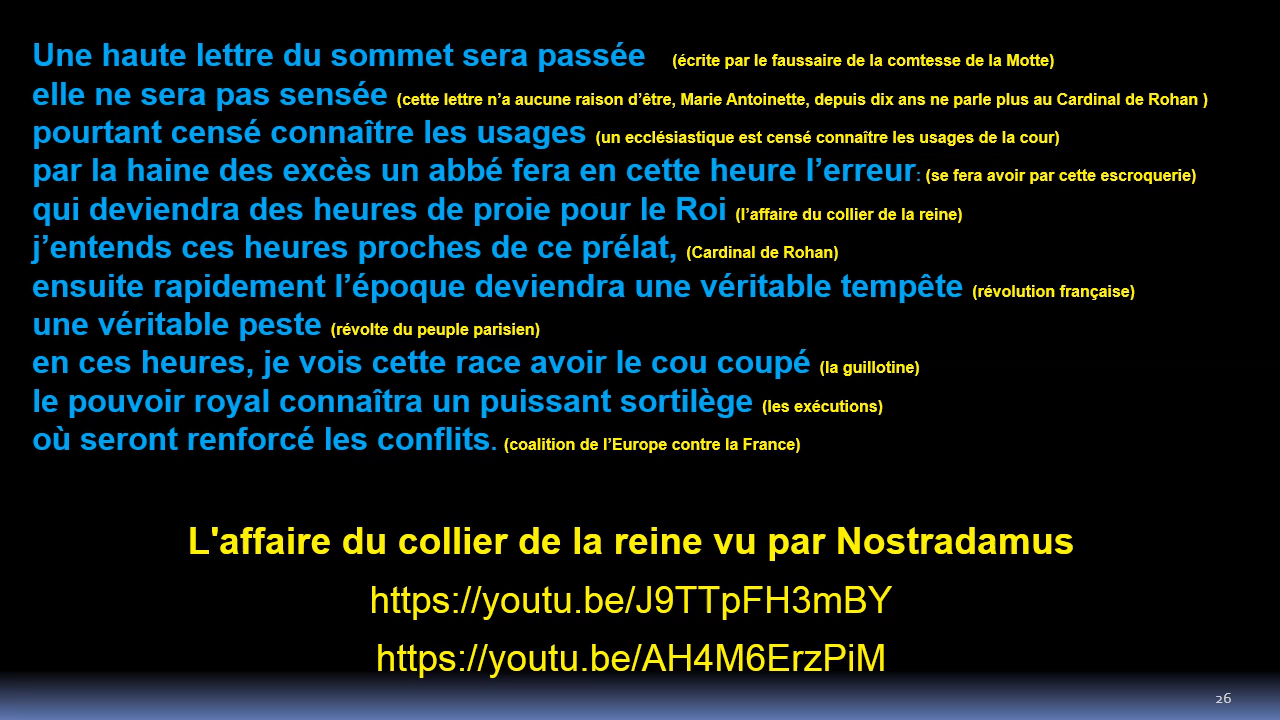 Une haute lettre du sommet sera passée (écrite par le faussaire de la comtesse de la Motte)
elle ne sera pas sensée (cette lettre n’a aucune raison d’être, Marie Antoinette, depuis dix ans ne parle plus au Cardinal de Rohan )
pourtant censé connaître les usages (un ecclésiastique est censé connaître les usages de la cour)
par la haine des excès un abbé fera en cette heure l’erreur: (se fera avoir par cette escroquerie)
qui deviendra des heures de proie pour le Roi (l’affaire du collier de la reine)
j’entends ces heures proches de ce prélat, (Cardinal de Rohan)
ensuite rapidement l’époque deviendra une véritable tempête (révolution française)
une véritable peste (révolte du peuple parisien)
en ces heures, je vois cette race avoir le cou coupé (la guillotine)
le pouvoir royal connaîtra un puissant sortilège (les exécutions)
où seront renforcé les conflits. (coalition de l’Europe contre la France)
L'affaire du collier de la reine vu par Nostradamus
https://youtu.be/J9TTpFH3mBY
https://youtu.be/AH4M6ErzPiM
26